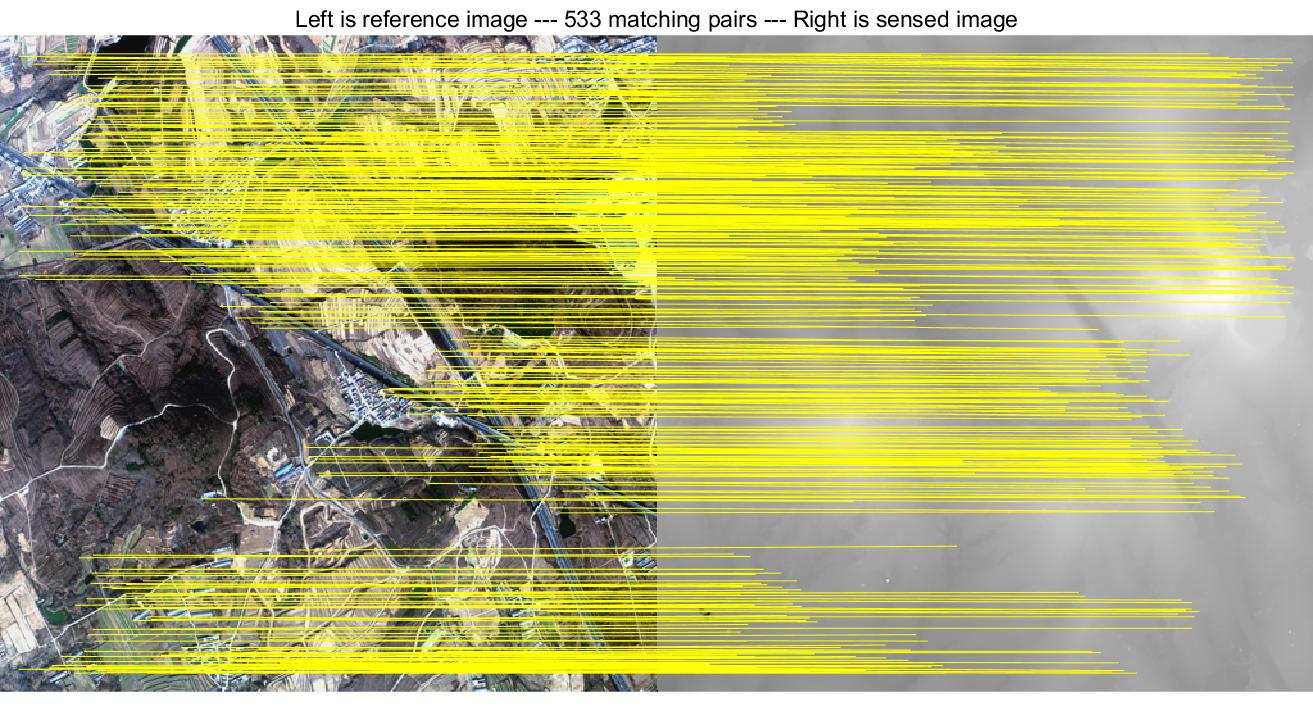 Left is reference image --- 533 matching pairs --- Right is sensed image